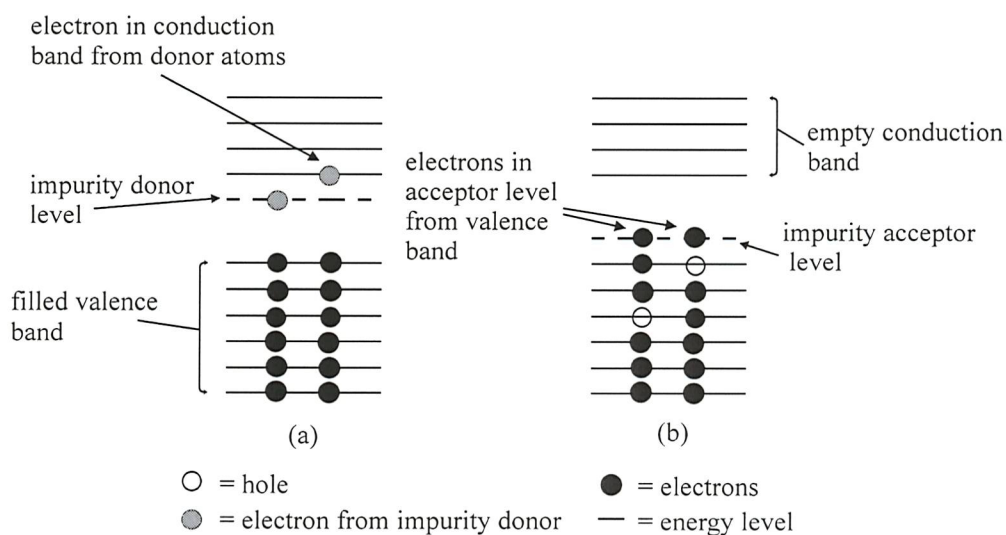 electron in conduction
band from donor atoms
impurity donor
level
filled valence
band
(a)
electrons in
acceptor level
from valence
band
empty conduction
band
impurity acceptor
level
(b)
= hole
= electrons
= electron from impurity donor
= energy level